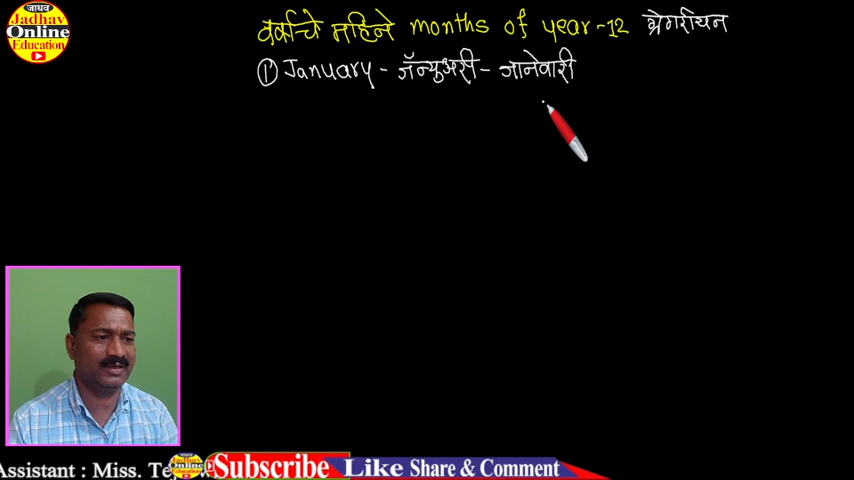 जाधव
Jadhav
Online
Education
वर्षाचे महिने months of year-12 ग्रेगरीयन
① January - जॅन्युअरी - जानेवारी
Assistant : Miss.
Subscribe Like Share & Comment